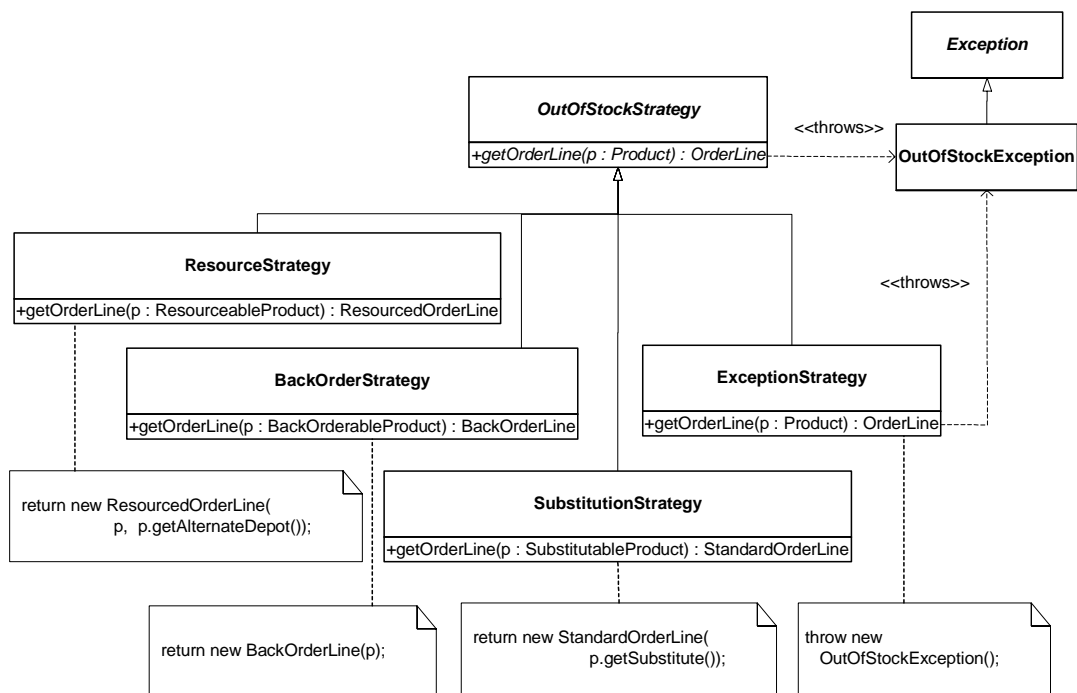 Exception
OutOfStockStrategy
+getOrderLine(p : Product) : OrderLine
<<throws>>
OutOfStockException
ResourceStrategy
+getOrderLine(p : ResourceableProduct) : ResourcedOrderLine
<<throws>>
BackOrderStrategy
+getOrderLine(p : BackOrderableProduct) : BackOrderLine
ExceptionStrategy
+getOrderLine(p : Product) : OrderLine
return new ResourcedOrderLine(
p, p.getAlternateDepot());
SubstitutionStrategy
+getOrderLine(p : SubstitutableProduct) : StandardOrderLine
return new BackOrderLine(p);
return new StandardOrderLine(
p.getSubstitute());
throw new
OutOfStockException();